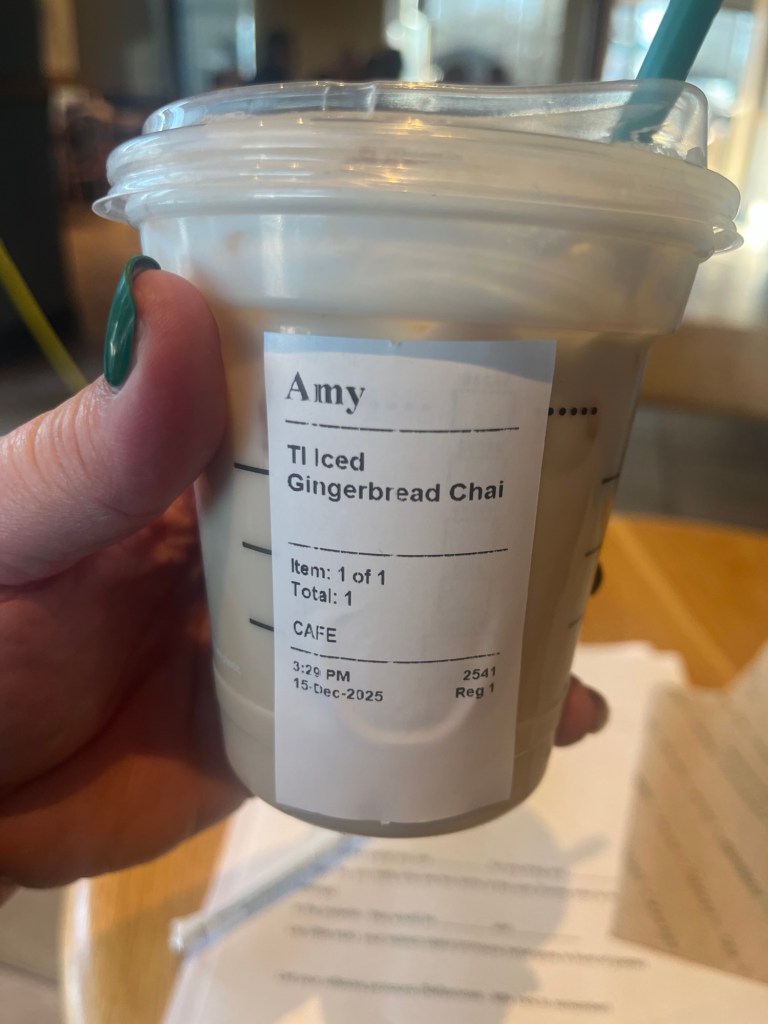 Amy
Tl Iced
Gingerbread Chai
Item: 1 of 1
Total: 1
CAFE
3:29 PM 2541
15-Dec-2025 Reg 1